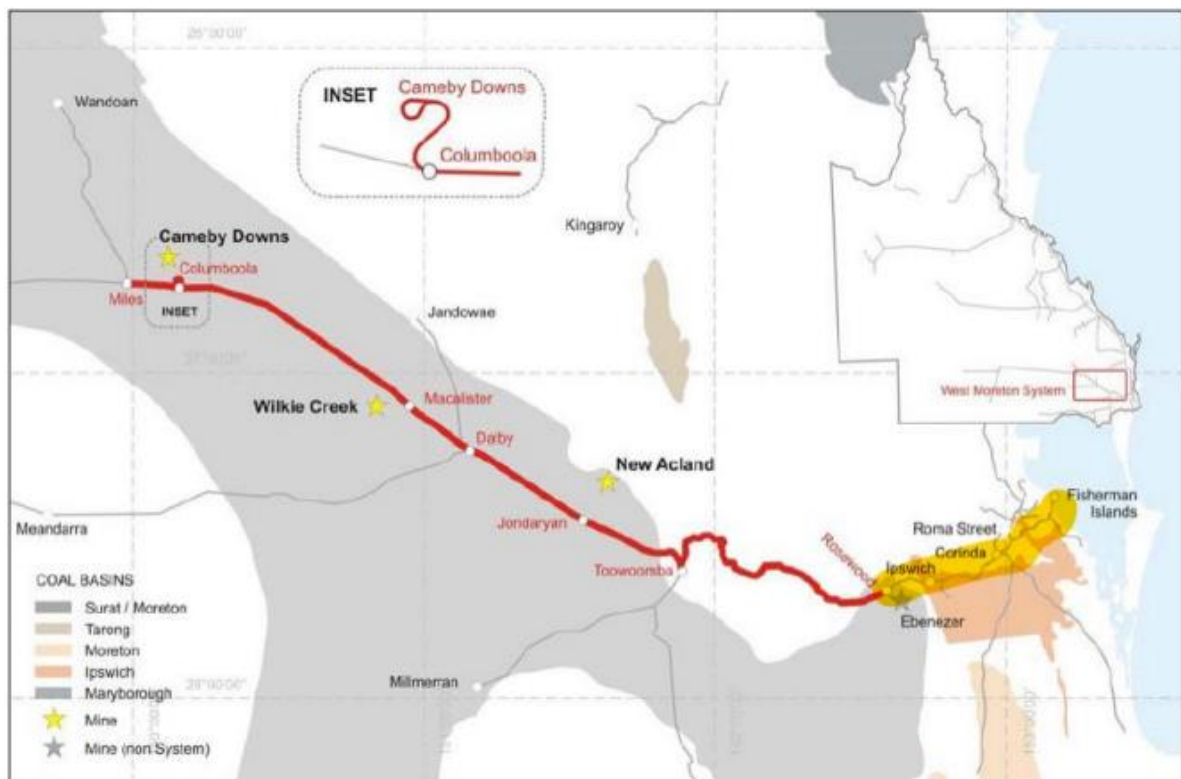 26°00'00"
Wandoan
INSET
Cameby Downs
Columboola
Kingaroy
Cameby Downs
Columboola
Miles
INSET
Jandowae
West Moreton System
Wilkie Creek
Macalister
Dalby
New Acland
Meandarra
Jondaryan
Toowoomba
Rosewood
Ipswich
Corinda
Roma Street
Fisherman
Islands
Ebenezer
Millmerran
COAL BASINS
Surat / Moreton
Tarong
Moreton
Ipswich
Maryborough
Mine
Mine (non System)